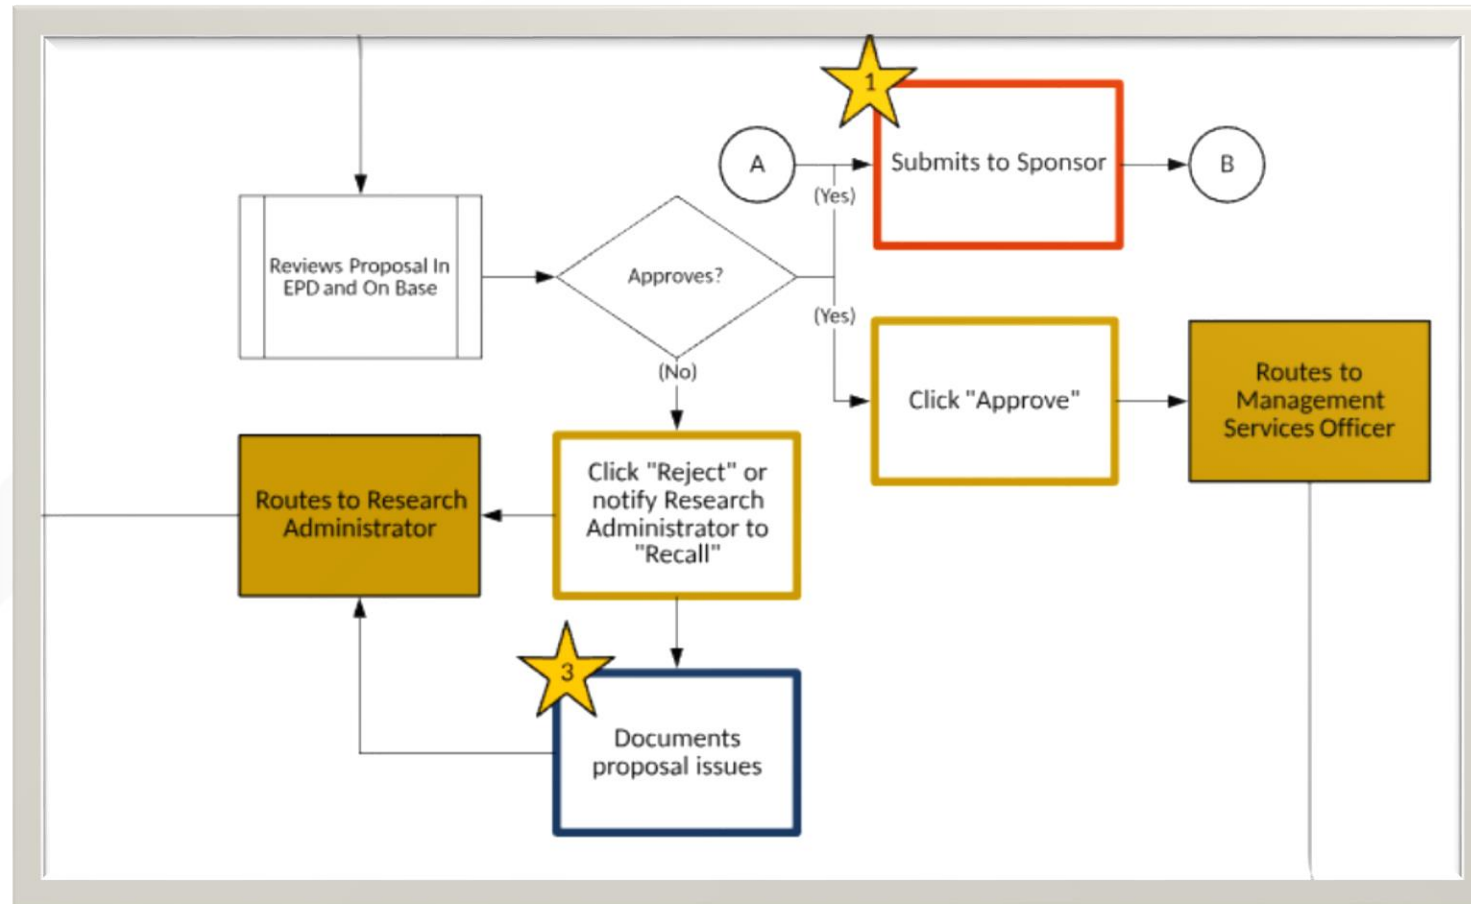 1
A
Submits to Sponsor
B
(Yes)
Reviews Proposal In
EPD and On Base
Approves?
(Yes)
(No)
Click "Approve"
Routes to
Management
Services Officer
Routes to Research
Administrator
Click "Reject" or
notify Research
Administrator to
"Recall"
3
Documents
proposal issues